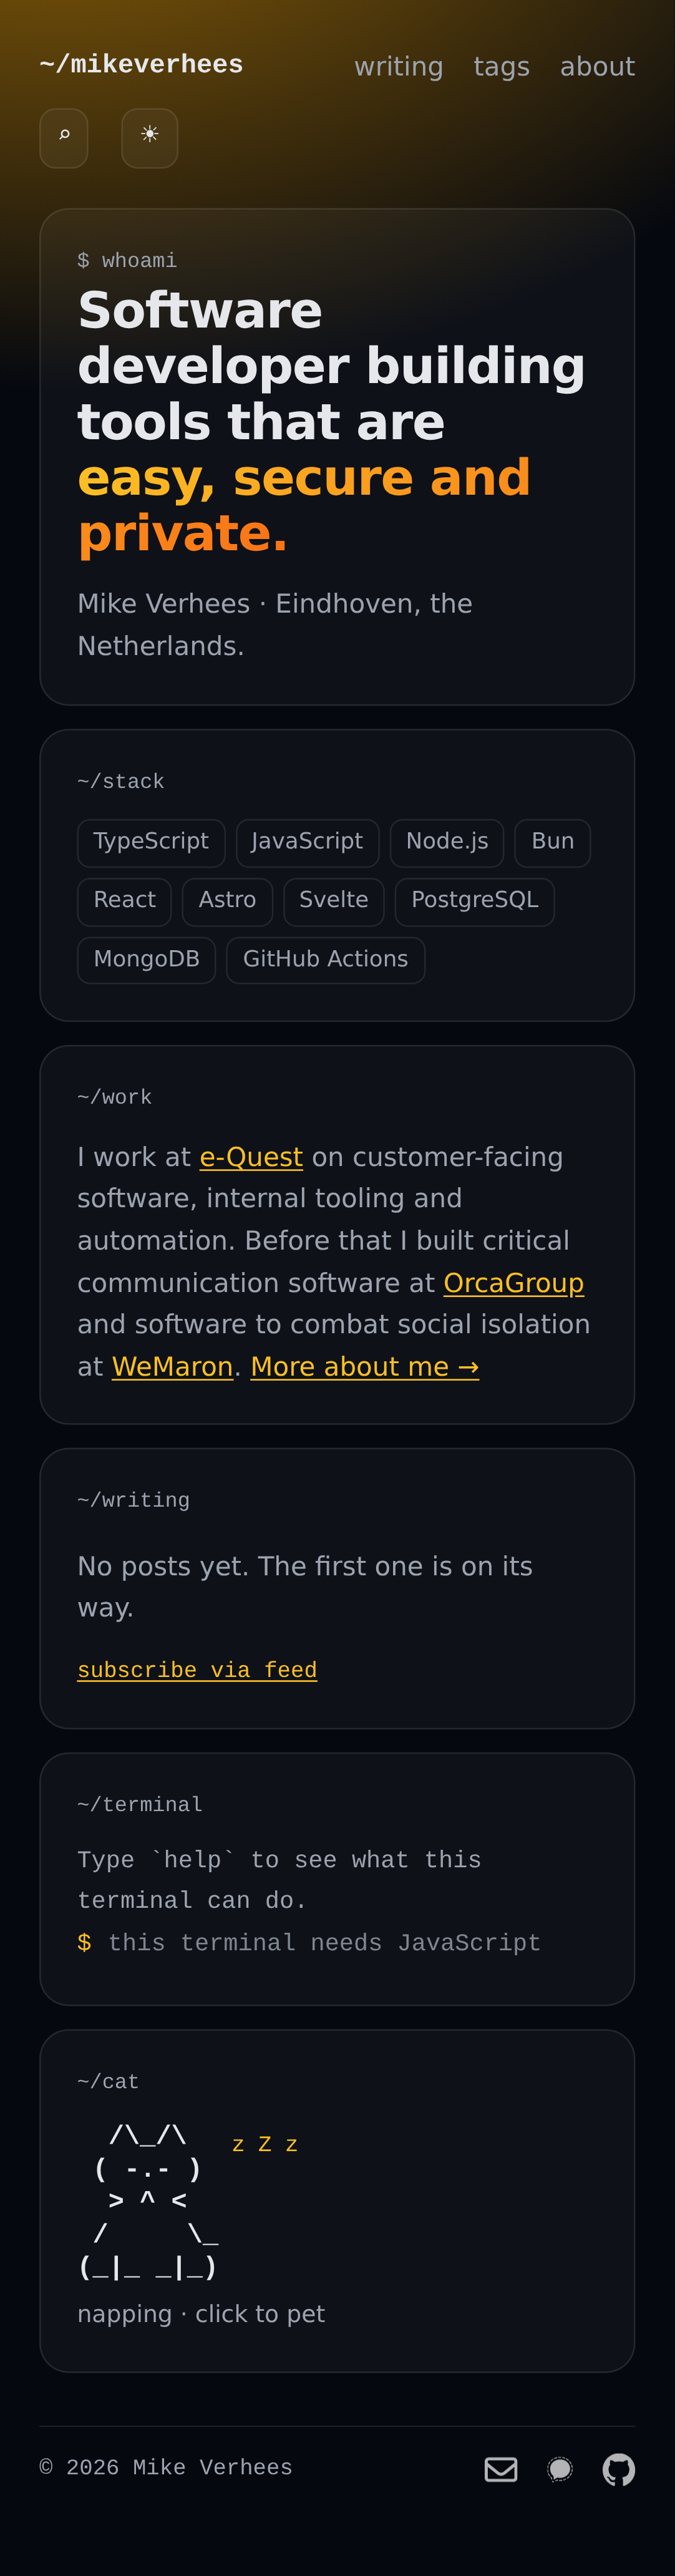 ~/mikeverhees writing tags about
$ whoami
Software
developer building
tools that are
easy, secure and
private.
Mike Verhees · Eindhoven, the
Netherlands.
~/stack
TypeScript JavaScript Node.js Bun
React Astro Svelte PostgreSQL
MongoDB GitHub Actions
~/work
I work at e-Quest on customer-facing
software, internal tooling and
automation. Before that I built critical
communication software at OrcaGroup
and software to combat social isolation
at WeMaron. More about me →
~/writing
No posts yet. The first one is on its
way.
subscribe via feed
~/terminal
Type `help` to see what this
terminal can do.
$ this terminal needs JavaScript
~/cat
  /\_/\   z Z z
 ( -.- )
  > ^ <
 /     \_
(_|_ _|_)
napping · click to pet
© 2026 Mike Verhees